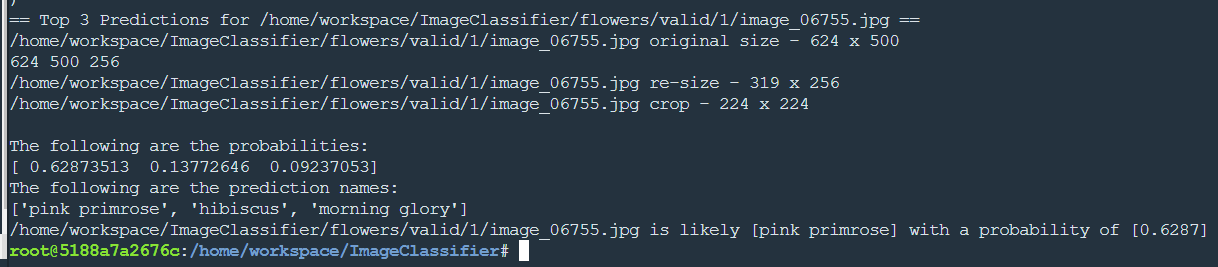 == Top 3 Predictions for /home/workspace/ImageClassifier/flowers/valid/1/image_06755.jpg ==
/home/workspace/ImageClassifier/flowers/valid/1/image_06755.jpg original size - 624 x 500
624 500 256
/home/workspace/ImageClassifier/flowers/valid/1/image_06755.jpg re-size - 319 x 256
/home/workspace/ImageClassifier/flowers/valid/1/image_06755.jpg crop - 224 x 224

The following are the probabilities:
[ 0.62873513  0.13772646  0.09237053]
The following are the prediction names:
['pink primrose', 'hibiscus', 'morning glory']
/home/workspace/ImageClassifier/flowers/valid/1/image_06755.jpg is likely [pink primrose] with a probability of [0.6287]
root@5188a7a2676c:/home/workspace/ImageClassifier#